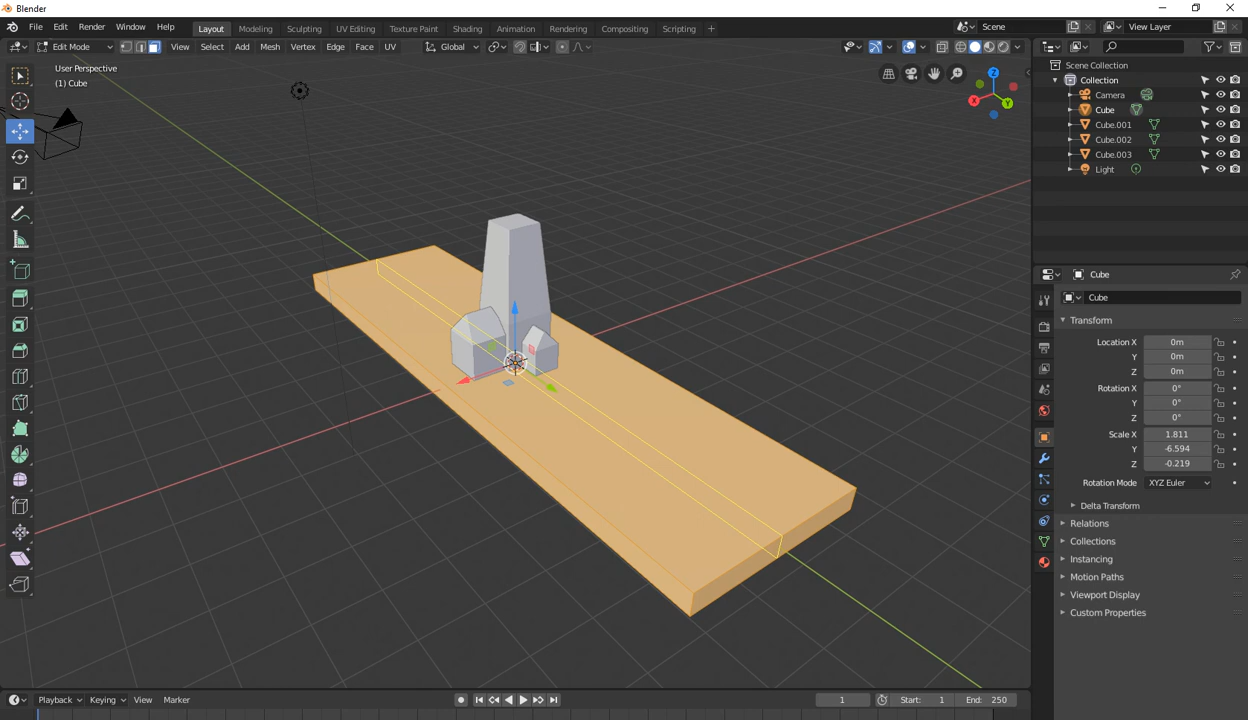 Blender
File Edit Render Window Help Layout Modeling Sculpting UV Editing Texture Paint Shading Animation Rendering Compositing Scripting + Scene View Layer
Edit Mode View Select Add Mesh Vertex Edge Face UV Global
User Perspective
(1) Cube
X
Y
Z
Scene Collection
Collection
Camera
Cube
Cube.001
Cube.002
Cube.003
Light
Cube
Cube
Transform
Location X 0m
Y 0m
Z 0m
Rotation X 0°
Y 0°
Z 0°
Scale X 1.811
Y -6.594
Z -0.219
Rotation Mode XYZ Euler
Delta Transform
Relations
Collections
Instancing
Motion Paths
Viewport Display
Custom Properties
Playback Keying View Marker 1 Start: 1 End: 250